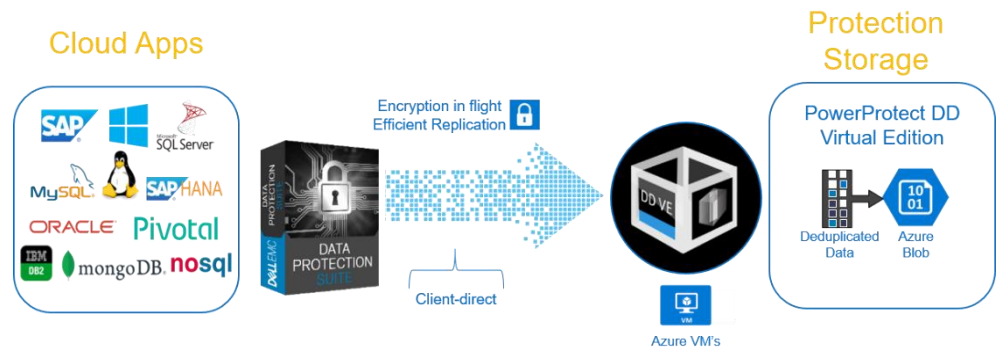 Cloud Apps
SAP
Microsoft
SQL Server
MySQL
SAP HANA
ORACLE
Pivotal
IBM
DB2
mongoDB
nosql
DATA
PROTECTION
SUITE
DELL EMC
DATA
PROTECTION
SUITE
Encryption in flight
Efficient Replication
Client-direct
DD VE
VM
Azure VM's
Protection
Storage
PowerProtect DD
Virtual Edition
10
01
Deduplicated
Data
Azure
Blob